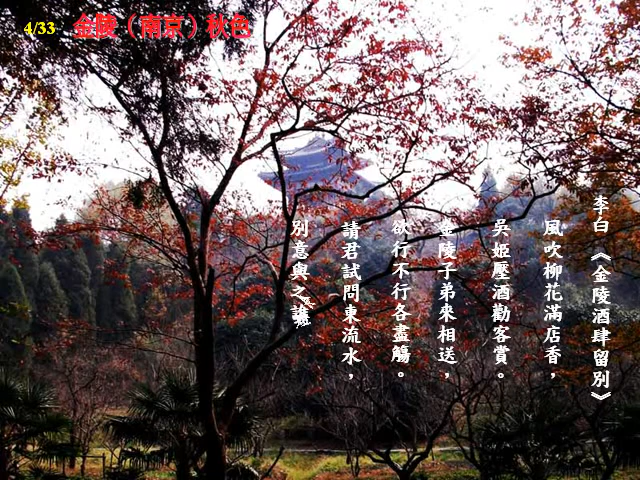 4/33 金陵（南京）秋色
李白《金陵酒肆留別》
風吹柳花滿店香，
吳姬壓酒勸客賞。
金陵子弟來相送，
欲行不行各盡觴。
請君試問東流水，
別意與之誰